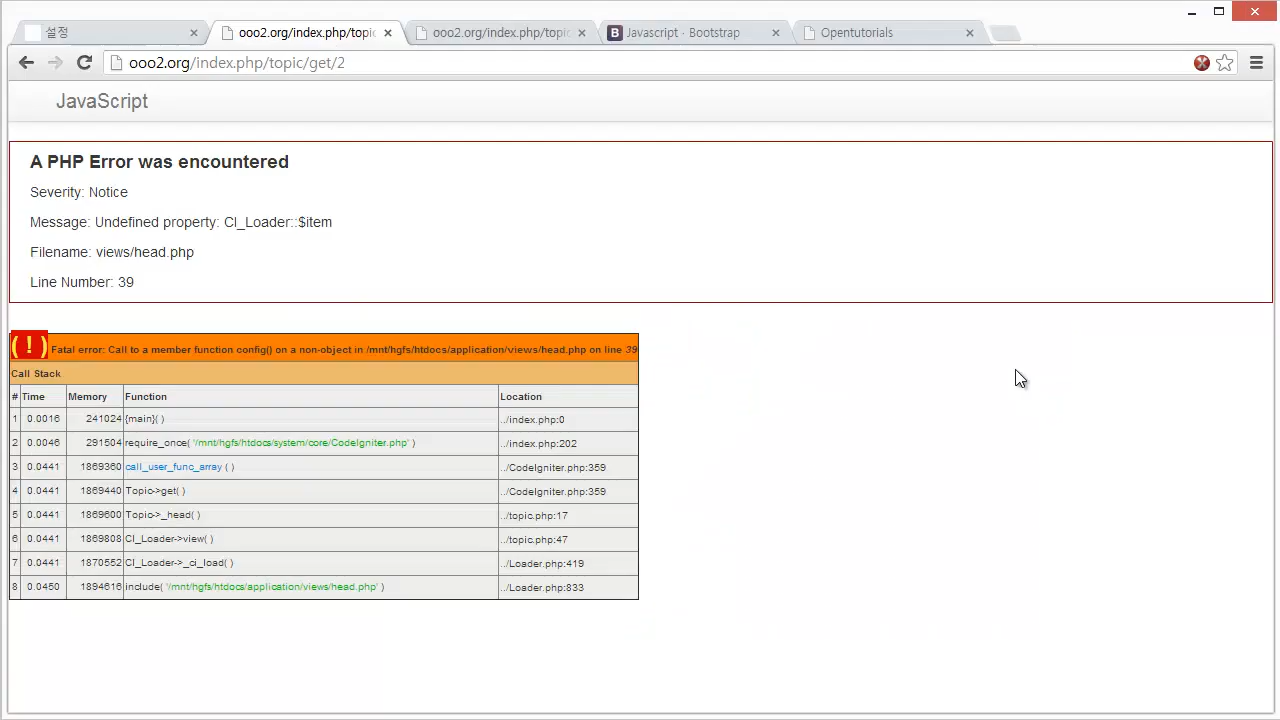 설정
ooo2.org/index.php/topic
ooo2.org/index.php/topic
Javascript · Bootstrap
Opentutorials
ooo2.org/index.php/topic/get/2
JavaScript
A PHP Error was encountered
Severity: Notice
Message: Undefined property: CI_Loader::$item
Filename: views/head.php
Line Number: 39
( ! ) Fatal error: Call to a member function config() on a non-object in /mnt/hgfs/htdocs/application/views/head.php on line 39
Call Stack
# Time Memory Function Location
1 0.0016 241024 {main}( ) ../index.php:0
2 0.0046 291504 require_once( '/mnt/hgfs/htdocs/system/core/CodeIgniter.php' ) ../index.php:202
3 0.0441 1869360 call_user_func_array ( ) ../CodeIgniter.php:359
4 0.0441 1869440 Topic->get( ) ../CodeIgniter.php:359
5 0.0441 1869600 Topic->_head( ) ../topic.php:17
6 0.0441 1869808 CI_Loader->view( ) ../topic.php:47
7 0.0441 1870552 CI_Loader->_ci_load( ) ../Loader.php:419
8 0.0450 1894616 include( '/mnt/hgfs/htdocs/application/views/head.php' ) ../Loader.php:833